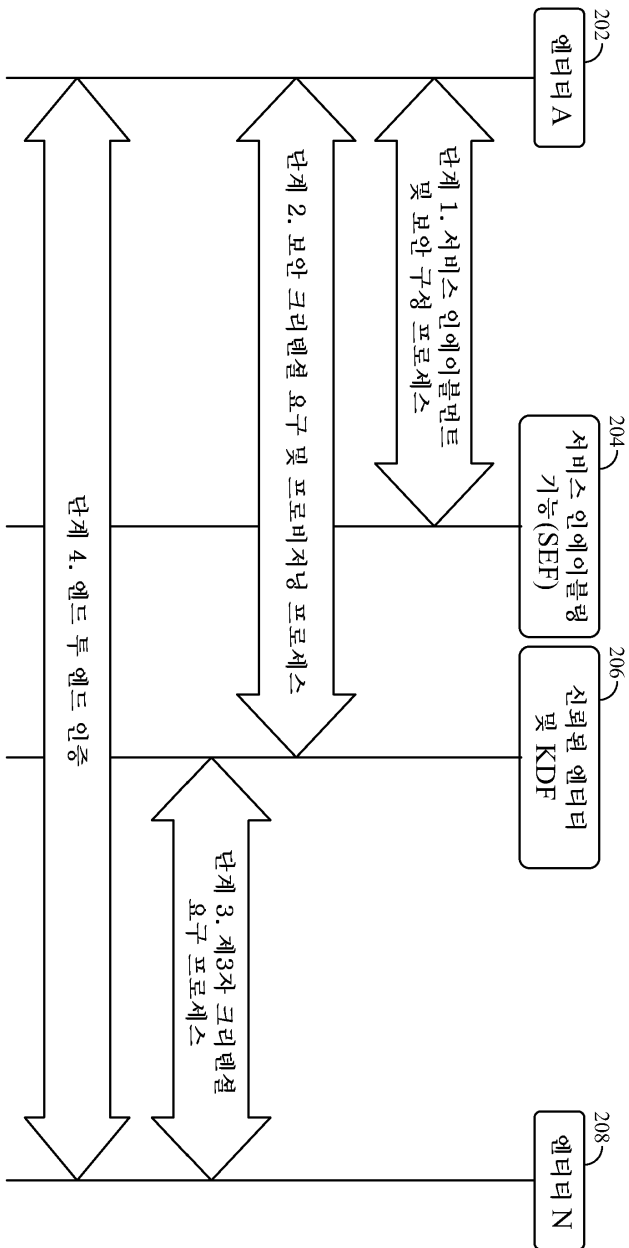 202
엔터티 A
204
서비스 인에이블링
기능(SEF)
206
신뢰된 엔터티
및 KDF
208
엔터티 N
단계 1. 서비스 인에이블먼트
및 보안 구성 프로세스
단계 2. 보안 크리덴셜 요구 및 프로비저닝 프로세스
단계 3. 제3자 크리덴셜
요구 프로세스
단계 4. 엔드 투 엔드 인증